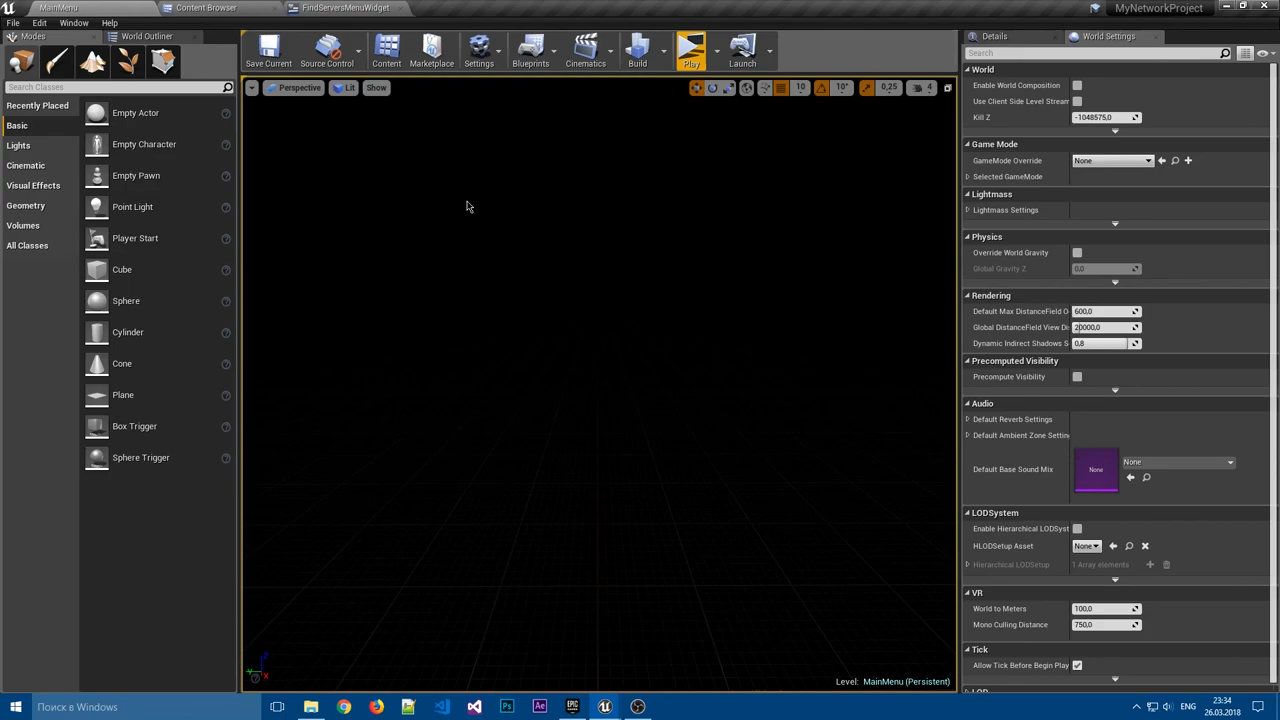 MainMenu
Content Browser
FindServersMenuWidget
MyNetworkProject
File
Edit
Window
Help
Modes
World Outliner
Details
World Settings
Save Current
Source Control
Content
Marketplace
Settings
Blueprints
Cinematics
Build
Play
Launch
Search Classes
Search
Recently Placed
Basic
Lights
Cinematic
Visual Effects
Geometry
Volumes
All Classes
Empty Actor
Empty Character
Empty Pawn
Point Light
Player Start
Cube
Sphere
Cylinder
Cone
Plane
Box Trigger
Sphere Trigger
Perspective
Lit
Show
10
10°
0,25
4
Level: MainMenu (Persistent)
World
Enable World Composition
Use Client Side Level Stream
Kill Z -1048575,0
Game Mode
GameMode Override None
Selected GameMode
Lightmass
Lightmass Settings
Physics
Override World Gravity
Global Gravity Z 0,0
Rendering
Default Max DistanceField O 600,0
Global DistanceField View Di 20000,0
Dynamic Indirect Shadows S 0,8
Precomputed Visibility
Precompute Visibility
Audio
Default Reverb Settings
Default Ambient Zone Settin
Default Base Sound Mix None None
LODSystem
Enable Hierarchical LODSyst
HLODSetup Asset None
Hierarchical LODSetup 1 Array elements
VR
World to Meters 100,0
Mono Culling Distance 750,0
Tick
Allow Tick Before Begin Play
Поиск в Windows
Ps
Ae
EPIC
ENG
23:34
26.03.2018